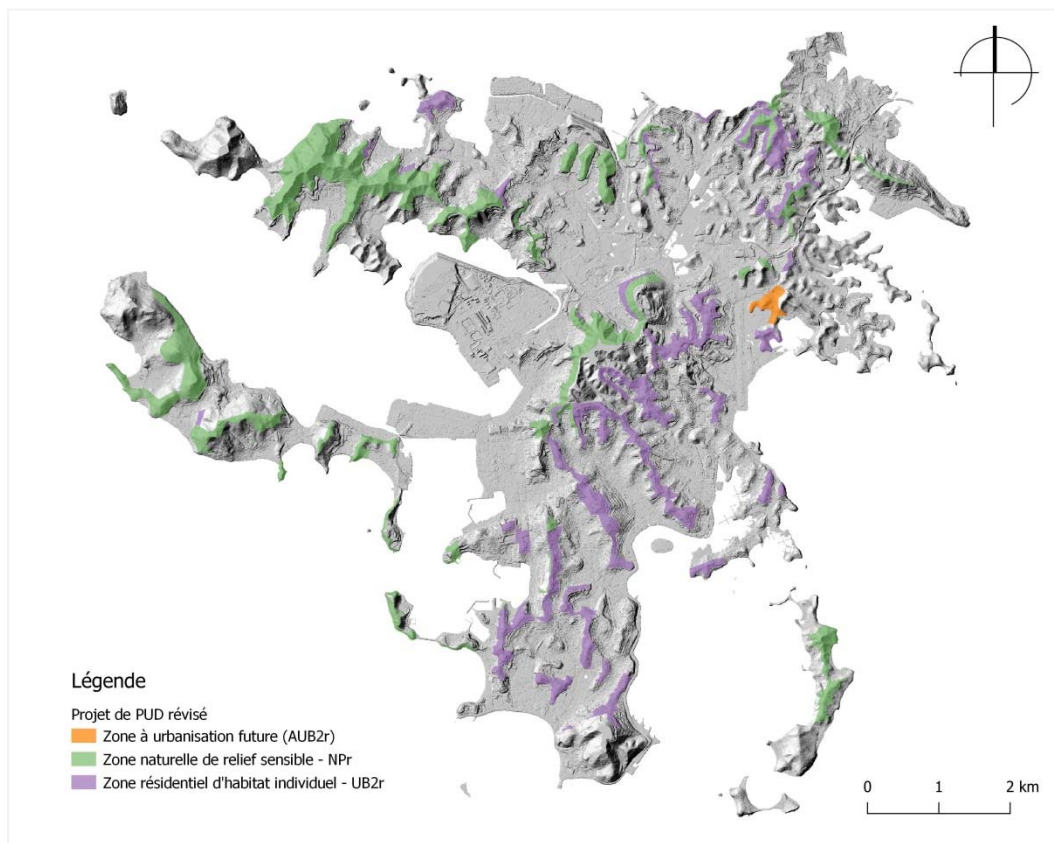 Légende
Projet de PUD révisé
Zone à urbanisation future (AUB2r)
Zone naturelle de relief sensible - NPr
Zone résidentiel d'habitat individuel - UB2r
0 1 2 km